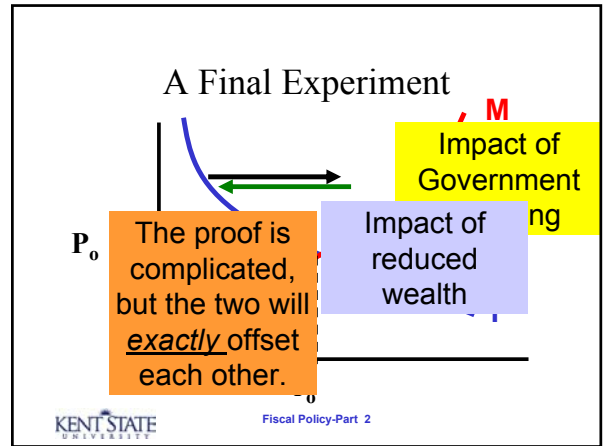 A Final Experiment
M
Impact of
Government
ng
P₀
Impact of
reduced
wealth
The proof is
complicated,
but the two will
exactly offset
each other.
KENT STATE
UNIVERSITY
Fiscal Policy-Part 2